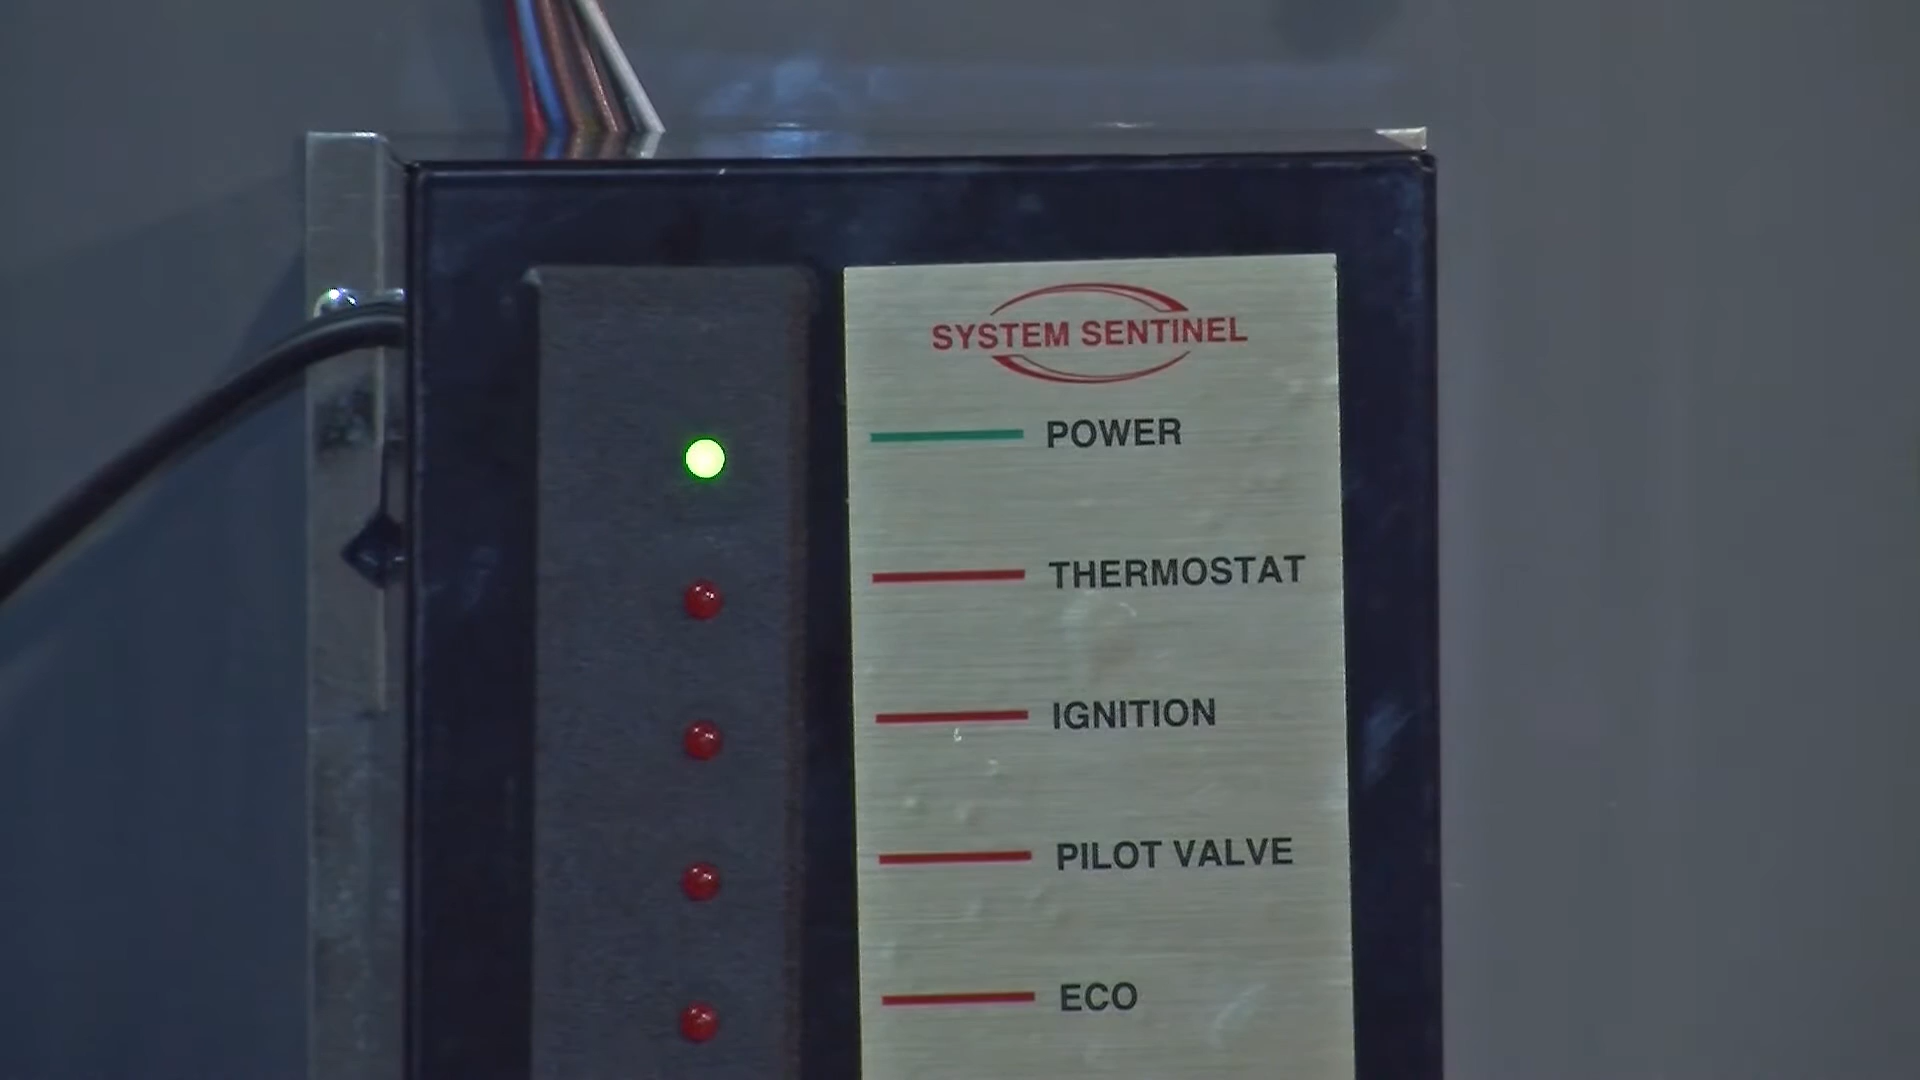 SYSTEM SENTINEL
POWER
THERMOSTAT
IGNITION
PILOT VALVE
ECO